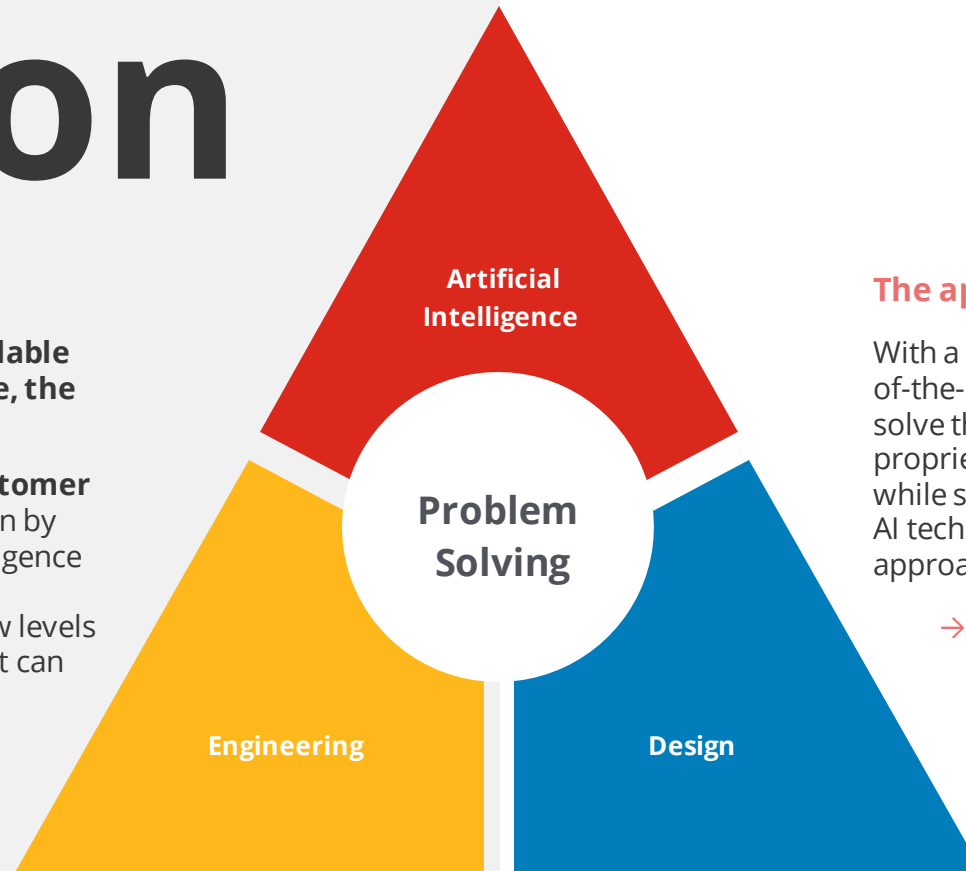 on
lable
e, the
tomer
n by
gence
w levels
t can
Artificial
Intelligence
Problem
Solving
Engineering
Design
The ap
With a
of-the-
solve th
proprie
while s
AI tech
approa
→